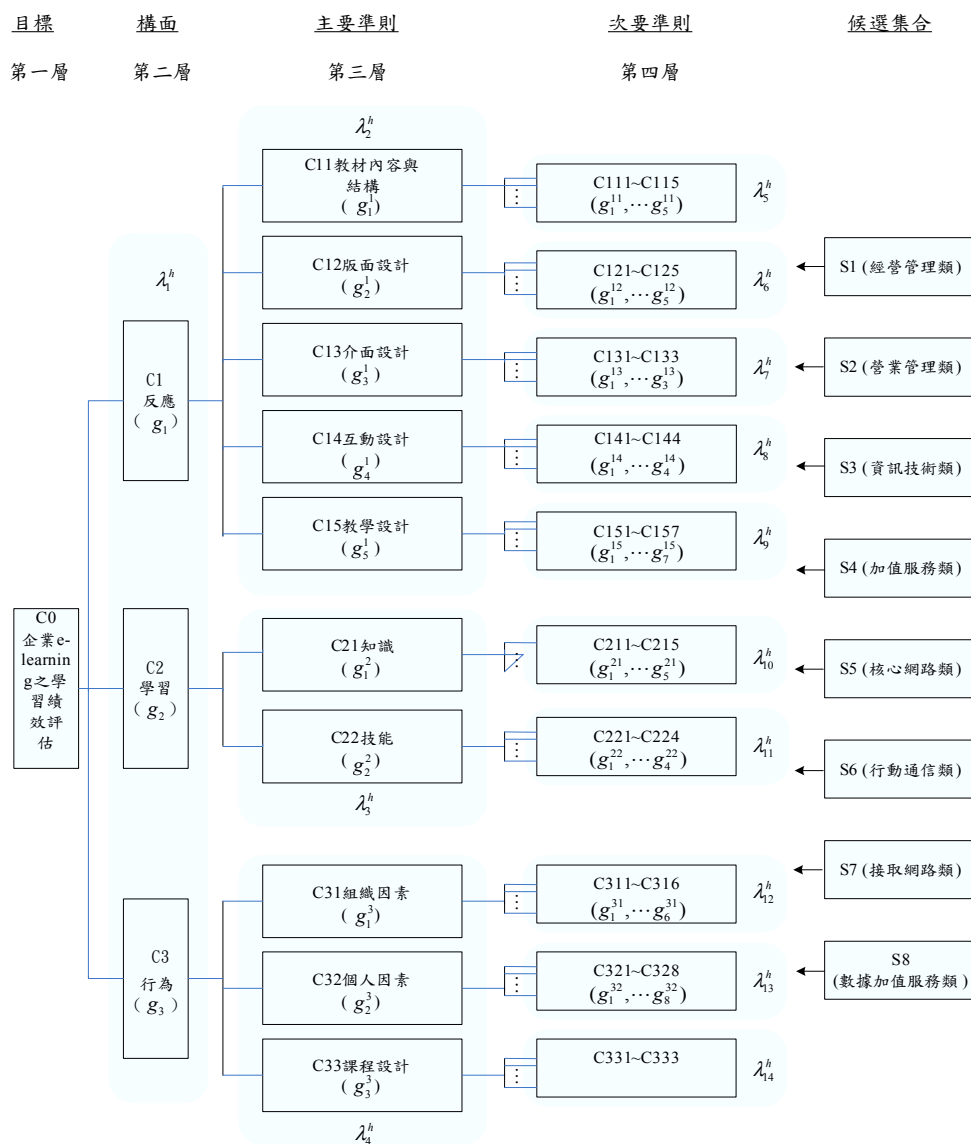 目標
構面
主要準則
次要準則
候選集合
第一層
第二層
第三層
第四層
C0
企業e-
learnin
g之學
習績
效評
估
λ₁ʰ
C1
反應
( g₁ )
C2
學習
( g₂ )
C3
行為
( g₃ )
λ₂ʰ
C11教材內容與
結構
( g₁¹ )
C12版面設計
( g₂¹ )
C13介面設計
( g₃¹ )
C14互動設計
( g₄¹ )
C15教學設計
( g₅¹ )
C21知識
( g₁² )
C22技能
( g₂² )
λ₃ʰ
C31組織因素
( g₁³ )
C32個人因素
( g₂³ )
C33課程設計
( g₃³ )
λ₄ʰ
⋮
C111~C115
(g₁¹¹,⋯g₅¹¹)
λ₅ʰ
⋮
C121~C125
(g₁¹²,⋯g₅¹²)
λ₆ʰ
⋮
C131~C133
(g₁¹³,⋯g₃¹³)
λ₇ʰ
⋮
C141~C144
(g₁¹⁴,⋯g₄¹⁴)
λ₈ʰ
⋮
C151~C157
(g₁¹⁵,⋯g₇¹⁵)
λ₉ʰ
⋮
C211~C215
(g₁²¹,⋯g₅²¹)
λ₁₀ʰ
⋮
C221~C224
(g₁²²,⋯g₄²²)
λ₁₁ʰ
⋮
C311~C316
(g₁³¹,⋯g₆³¹)
λ₁₂ʰ
⋮
C321~C328
(g₁³²,⋯g₈³²)
λ₁₃ʰ
⋮
C331~C333
λ₁₄ʰ
S1 (經營管理類)
S2 (營業管理類)
S3 (資訊技術類)
S4 (加值服務類)
S5 (核心網路類)
S6 (行動通信類)
S7 (接取網路類)
S8
(數據加值服務類)